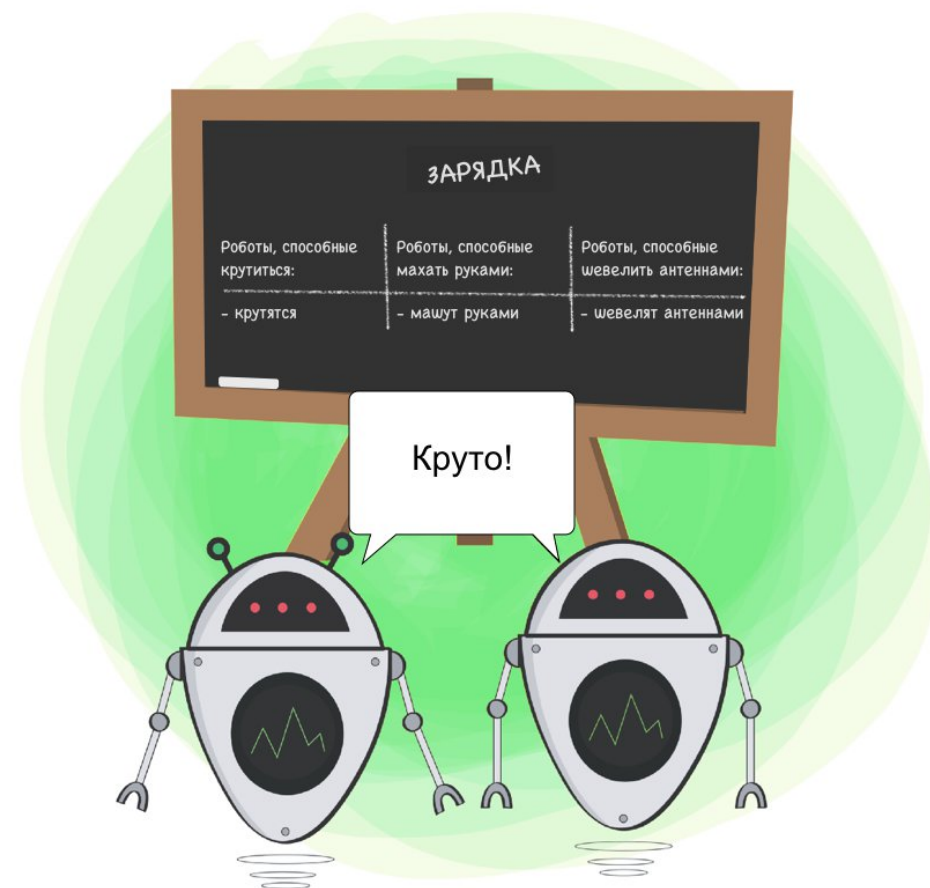 ЗАРЯДКА
Роботы, способные
крутиться:
- крутятся
Роботы, способные
махать руками:
- машут руками
Роботы, способные
шевелить антеннами:
- шевелят антеннами
Круто!